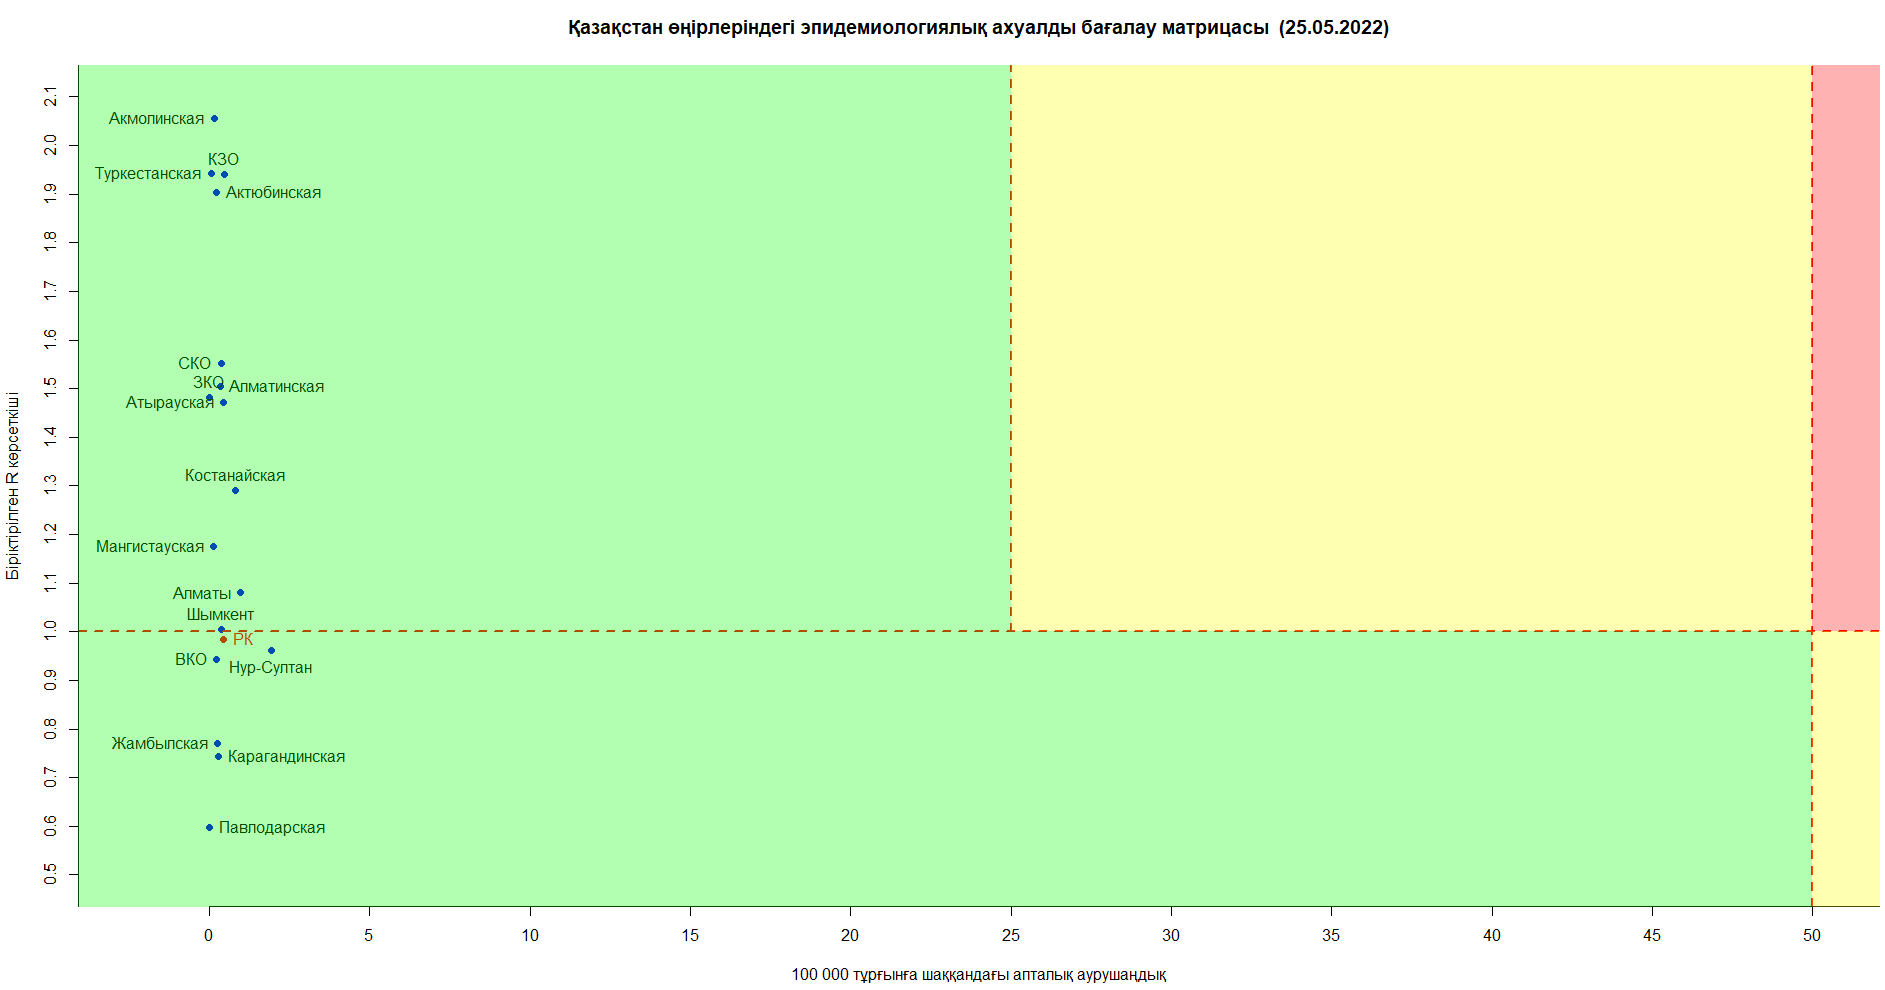 Қазақстан өңірлеріндегі эпидемиологиялық ахуалды бағалау матрицасы (25.05.2022)
Біріктірілген R көрсеткіші
2.1
2.0
1.9
1.8
1.7
1.6
1.5
1.4
1.3
1.2
1.1
1.0
0.9
0.8
0.7
0.6
0.5
Акмолинская
КЗО
Туркестанская
Актюбинская
СКО
ЗКО
Алматинская
Атырауская
Костанайская
Мангистауская
Алматы
Шымкент
РК
ВКО
Нур-Султан
Жамбылская
Карагандинская
Павлодарская
0 5 10 15 20 25 30 35 40 45 50
100 000 тұрғынға шаққандағы апталық аурушаңдық